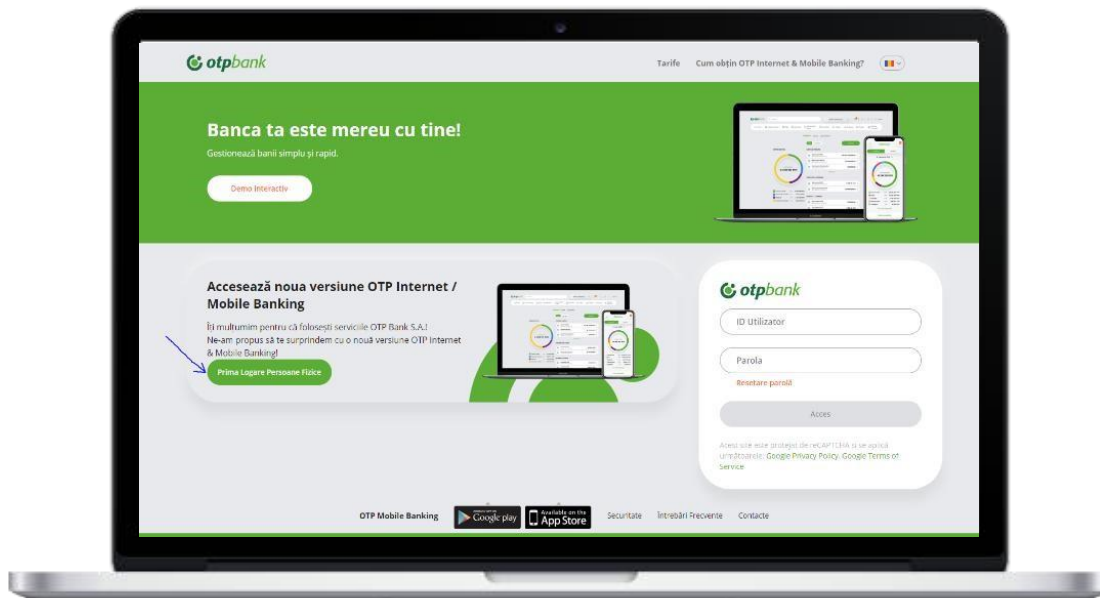 otpbank
Tarife Cum obțin OTP Internet & Mobile Banking?
Banca ta este mereu cu tine!
Gestionează banii simplu și rapid.
Demo Interactiv
Accesează noua versiune OTP Internet /
Mobile Banking
Îți multumim pentru că folosești serviciile OTP Bank S.A.!
Ne-am propus să te surprindem cu o nouă versiune OTP Internet
& Mobile Banking!
Prima Logare Persoane Fizice
otpbank
ID Utilizator
Parola
Resetare parolă
Acces
Acest site este protejat de reCAPTCHA si se aplică
următoarele: Google Privacy Policy. Google Terms of
Service
OTP Mobile Banking Google play Available on the App Store Securitate Întrebări Frecvente Contacte